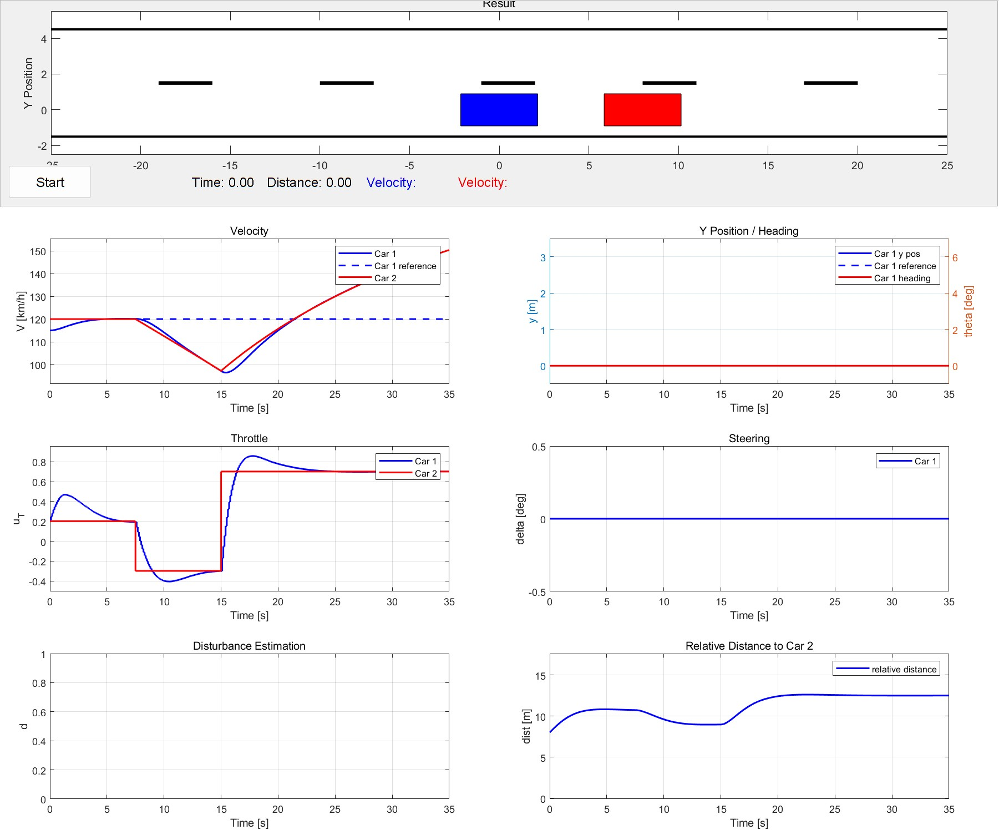 Result
4
2
0
-2
Y Position
25 -20 -15 -10 -5 0 5 10 15 20 25
Start
Time: 0.00 Distance: 0.00 Velocity: Velocity:
Velocity
150
140
130
120
110
100
V [km/h]
Car 1
Car 1 reference
Car 2
0 5 10 15 20 25 30 35
Time [s]
Y Position / Heading
3
2
1
0
y [m]
6
4
2
0
theta [deg]
Car 1 y pos
Car 1 reference
Car 1 heading
0 5 10 15 20 25 30 35
Time [s]
Throttle
0.8
0.6
0.4
0.2
0
-0.2
-0.4
u_T
Car 1
Car 2
0 5 10 15 20 25 30 35
Time [s]
Steering
0.5
0
-0.5
delta [deg]
Car 1
0 5 10 15 20 25 30 35
Time [s]
Disturbance Estimation
1
0.8
0.6
0.4
0.2
0
d
0 5 10 15 20 25 30 35
Time [s]
Relative Distance to Car 2
15
10
5
0
dist [m]
relative distance
0 5 10 15 20 25 30 35
Time [s]